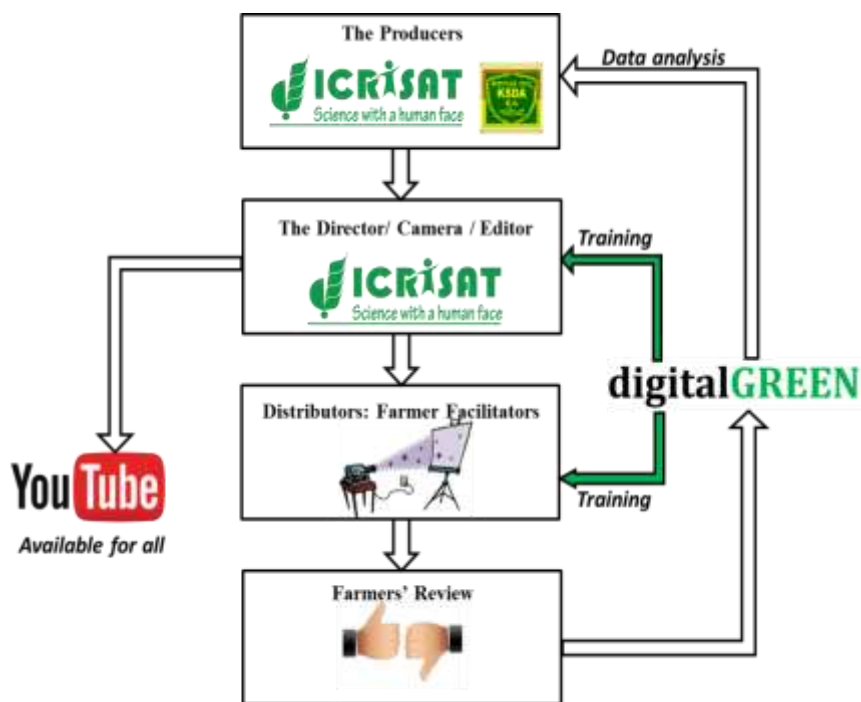 The Producers
ICRISAT
Science with a human face
KSDA
Data analysis
The Director/ Camera / Editor
ICRISAT
Science with a human face
Training
digitalGREEN
Distributors: Farmer Facilitators
Training
YouTube
Available for all
Farmers’ Review